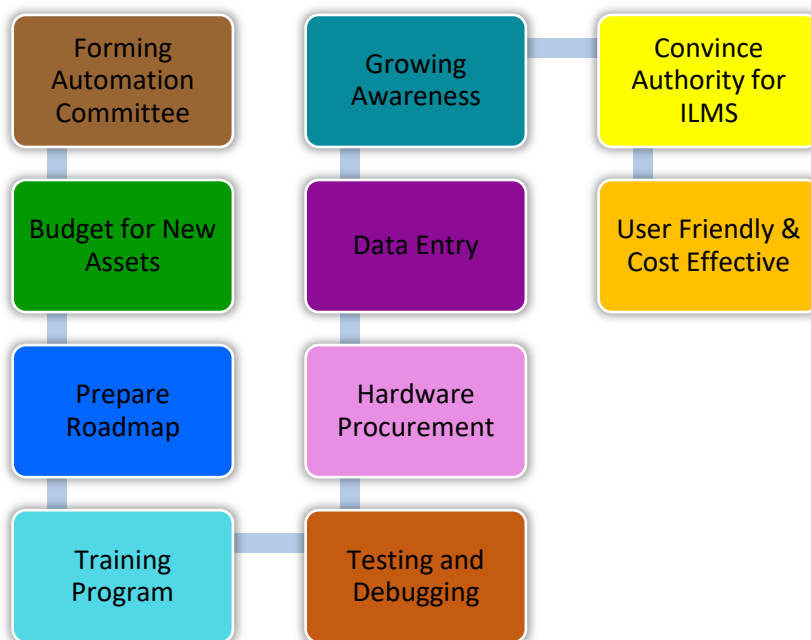 Forming
Automation
Committee
Budget for New
Assets
Prepare
Roadmap
Training
Program
Testing and
Debugging
Hardware
Procurement
Data Entry
Growing
Awareness
Convince
Authority for
ILMS
User Friendly &
Cost Effective